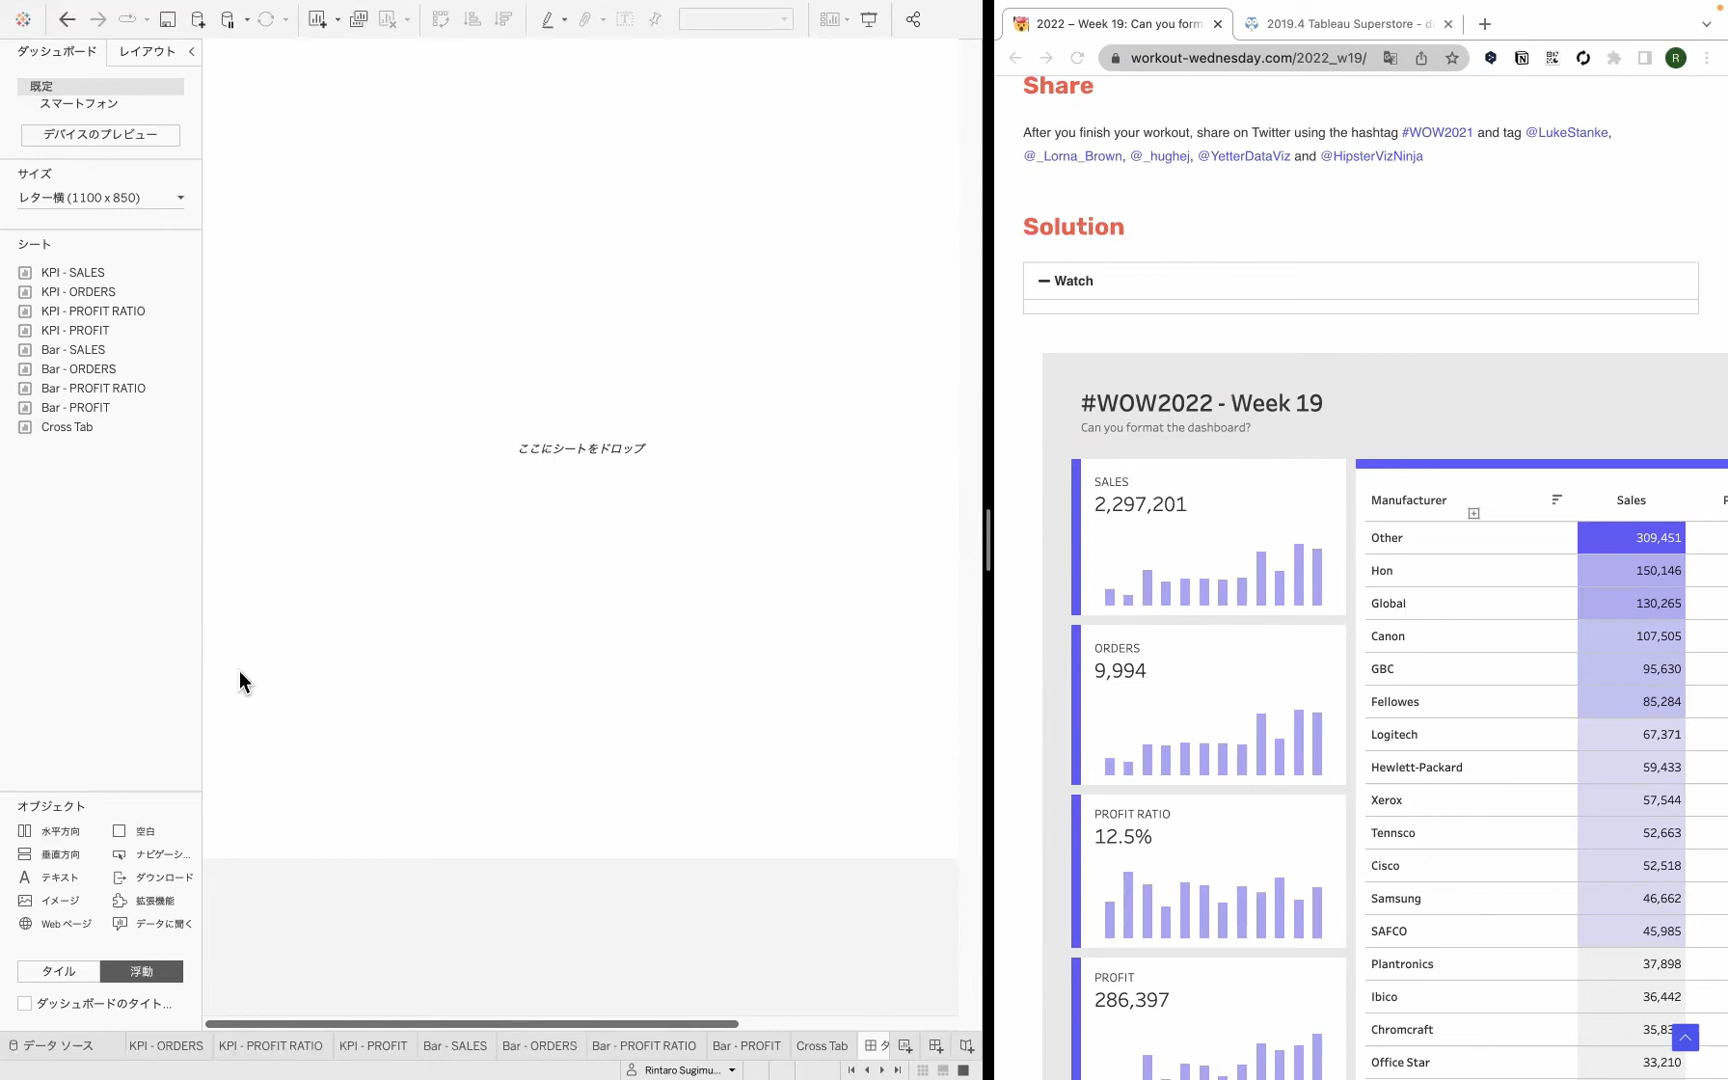 ダッシュボード
レイアウト
既定
スマートフォン
デバイスのプレビュー
サイズ
レター横 (1100 x 850)
シート
KPI - SALES
KPI - ORDERS
KPI - PROFIT RATIO
KPI - PROFIT
Bar - SALES
Bar - ORDERS
Bar - PROFIT RATIO
Bar - PROFIT
Cross Tab
オブジェクト
水平方向
空白
垂直方向
ナビゲーシ...
テキスト
ダウンロード
イメージ
拡張機能
Web ページ
データに聞く
タイル
浮動
ダッシュボードのタイト...
ここにシートをドロップ
データ ソース
KPI - ORDERS
KPI - PROFIT RATIO
KPI - PROFIT
Bar - SALES
Bar - ORDERS
Bar - PROFIT RATIO
Bar - PROFIT
Cross Tab
Rintaro Sugimu...
2022 – Week 19: Can you form
2019.4 Tableau Superstore - d
workout-wednesday.com/2022_w19/
R
Share
After you finish your workout, share on Twitter using the hashtag #WOW2021 and tag @LukeStanke,
@_Lorna_Brown, @_hughej, @YetterDataViz and @HipsterVizNinja
Solution
Watch
#WOW2022 - Week 19
Can you format the dashboard?
SALES
2,297,201
ORDERS
9,994
PROFIT RATIO
12.5%
PROFIT
286,397
Manufacturer
Sales
Other
309,451
Hon
150,146
Global
130,265
Canon
107,505
GBC
95,630
Fellowes
85,284
Logitech
67,371
Hewlett-Packard
59,433
Xerox
57,544
Tennsco
52,663
Cisco
52,518
Samsung
46,662
SAFCO
45,985
Plantronics
37,898
Ibico
36,442
Chromcraft
Office Star
33,210